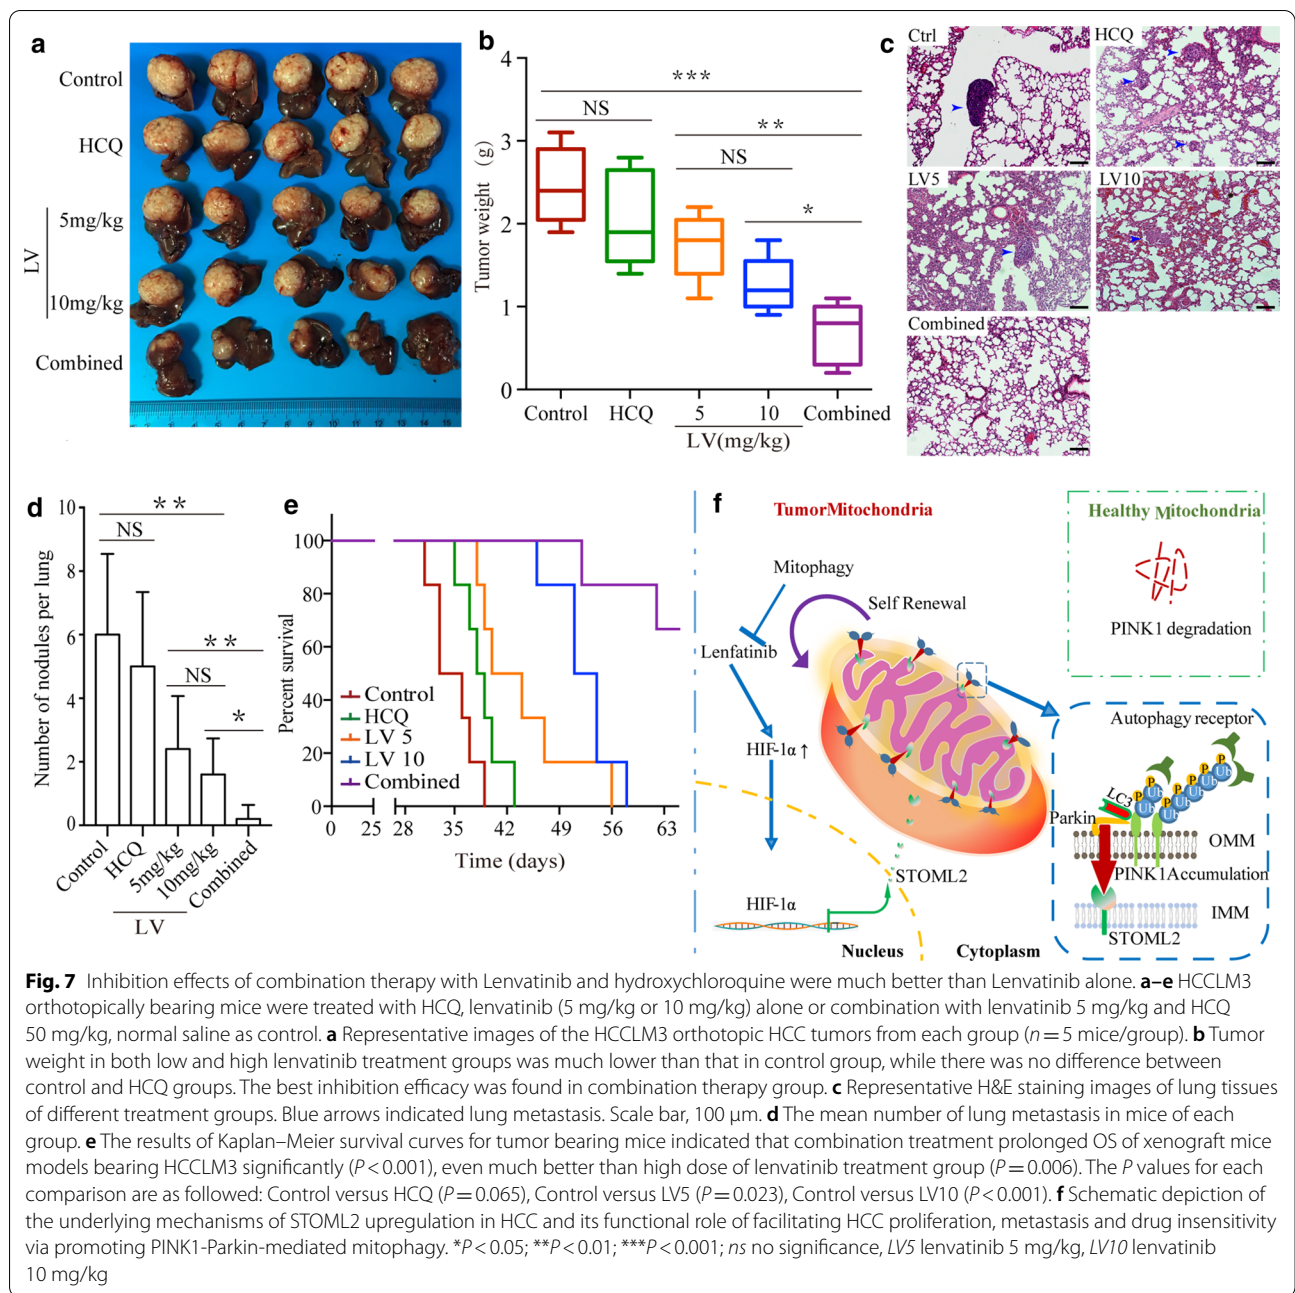 a
Control
HCQ
LV
5mg/kg
10mg/kg
Combined
b
Tumor weight (g)
4
3
2
1
0
***
NS
**
NS
*
Control HCQ 5 10 Combined
LV(mg/kg)
c
Ctrl
HCQ
LV5
LV10
Combined
d
Number of nodules per lung
10
8
6
4
2
0
**
NS
**
NS
*
Control HCQ 5mg/kg 10mg/kg Combined
LV
e
Percent survival
100
80
60
40
20
0
Control
HCQ
LV 5
LV 10
Combined
0 25 28 35 42 49 56 63
Time (days)
f
TumorMitochondria
Mitophagy
Self Renewal
Lenfatinib
HIF-1α ↑
HIF-1α
STOML2
Nucleus
Cytoplasm
Healthy Mitochondria
PINK1 degradation
Autophagy receptor
P P P P P P
Ub Ub Ub Ub Ub Ub
LC3
Parkin
OMM
PINK1Accumulation
IMM
STOML2
Fig. 7 Inhibition effects of combination therapy with Lenvatinib and hydroxychloroquine were much better than Lenvatinib alone. a–e HCCLM3
orthotopically bearing mice were treated with HCQ, lenvatinib (5 mg/kg or 10 mg/kg) alone or combination with lenvatinib 5 mg/kg and HCQ
50 mg/kg, normal saline as control. a Representative images of the HCCLM3 orthotopic HCC tumors from each group (n = 5 mice/group). b Tumor
weight in both low and high lenvatinib treatment groups was much lower than that in control group, while there was no difference between
control and HCQ groups. The best inhibition efficacy was found in combination therapy group. c Representative H&E staining images of lung tissues
of different treatment groups. Blue arrows indicated lung metastasis. Scale bar, 100 μm. d The mean number of lung metastasis in mice of each
group. e The results of Kaplan–Meier survival curves for tumor bearing mice indicated that combination treatment prolonged OS of xenograft mice
models bearing HCCLM3 significantly (P < 0.001), even much better than high dose of lenvatinib treatment group (P = 0.006). The P values for each
comparison are as followed: Control versus HCQ (P = 0.065), Control versus LV5 (P = 0.023), Control versus LV10 (P < 0.001). f Schematic depiction of
the underlying mechanisms of STOML2 upregulation in HCC and its functional role of facilitating HCC proliferation, metastasis and drug insensitivity
via promoting PINK1-Parkin-mediated mitophagy. *P < 0.05; **P < 0.01; ***P < 0.001; ns no significance, LV5 lenvatinib 5 mg/kg, LV10 lenvatinib
10 mg/kg